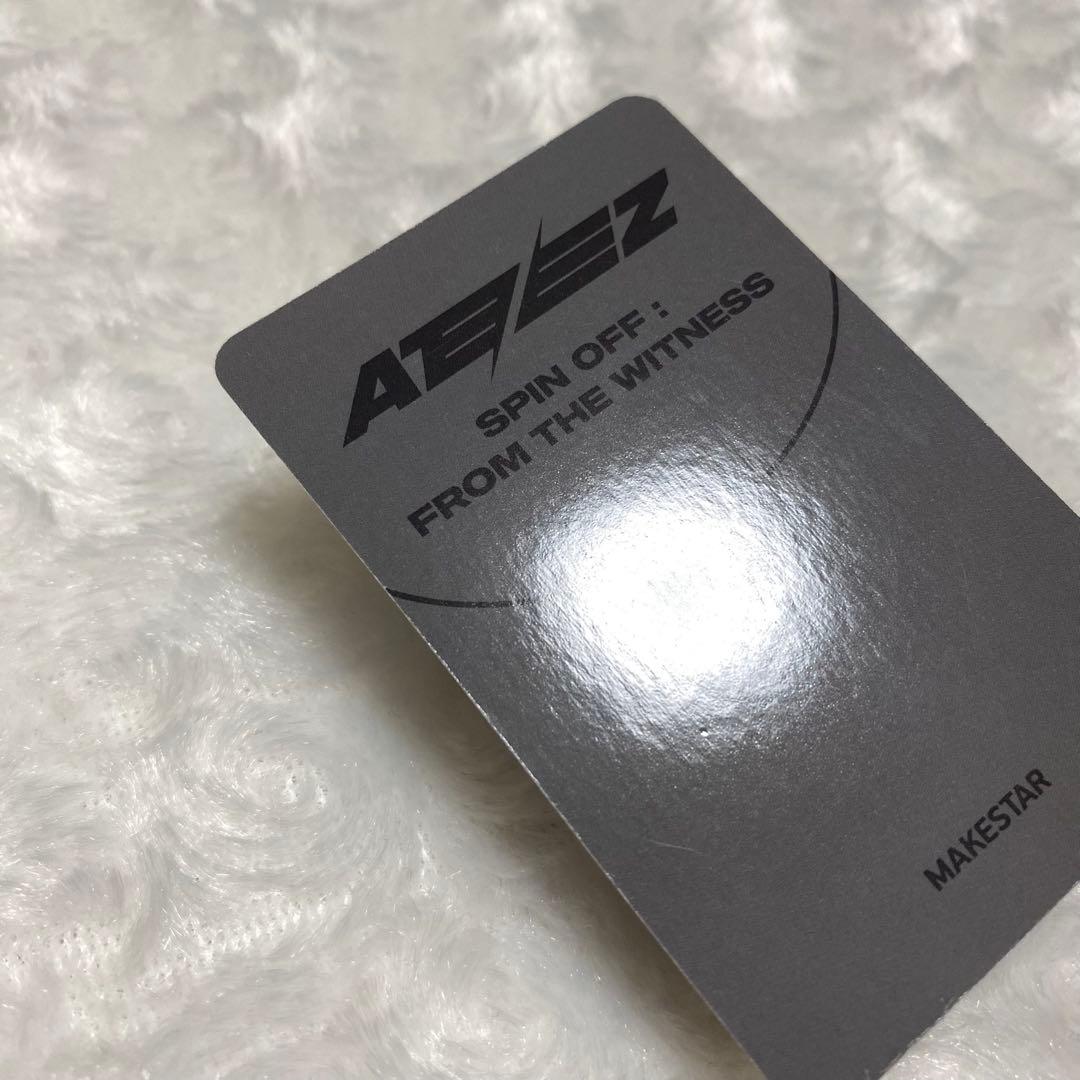 ATEEZ
SPIN OFF :
FROM THE WITNESS
MAKESTAR